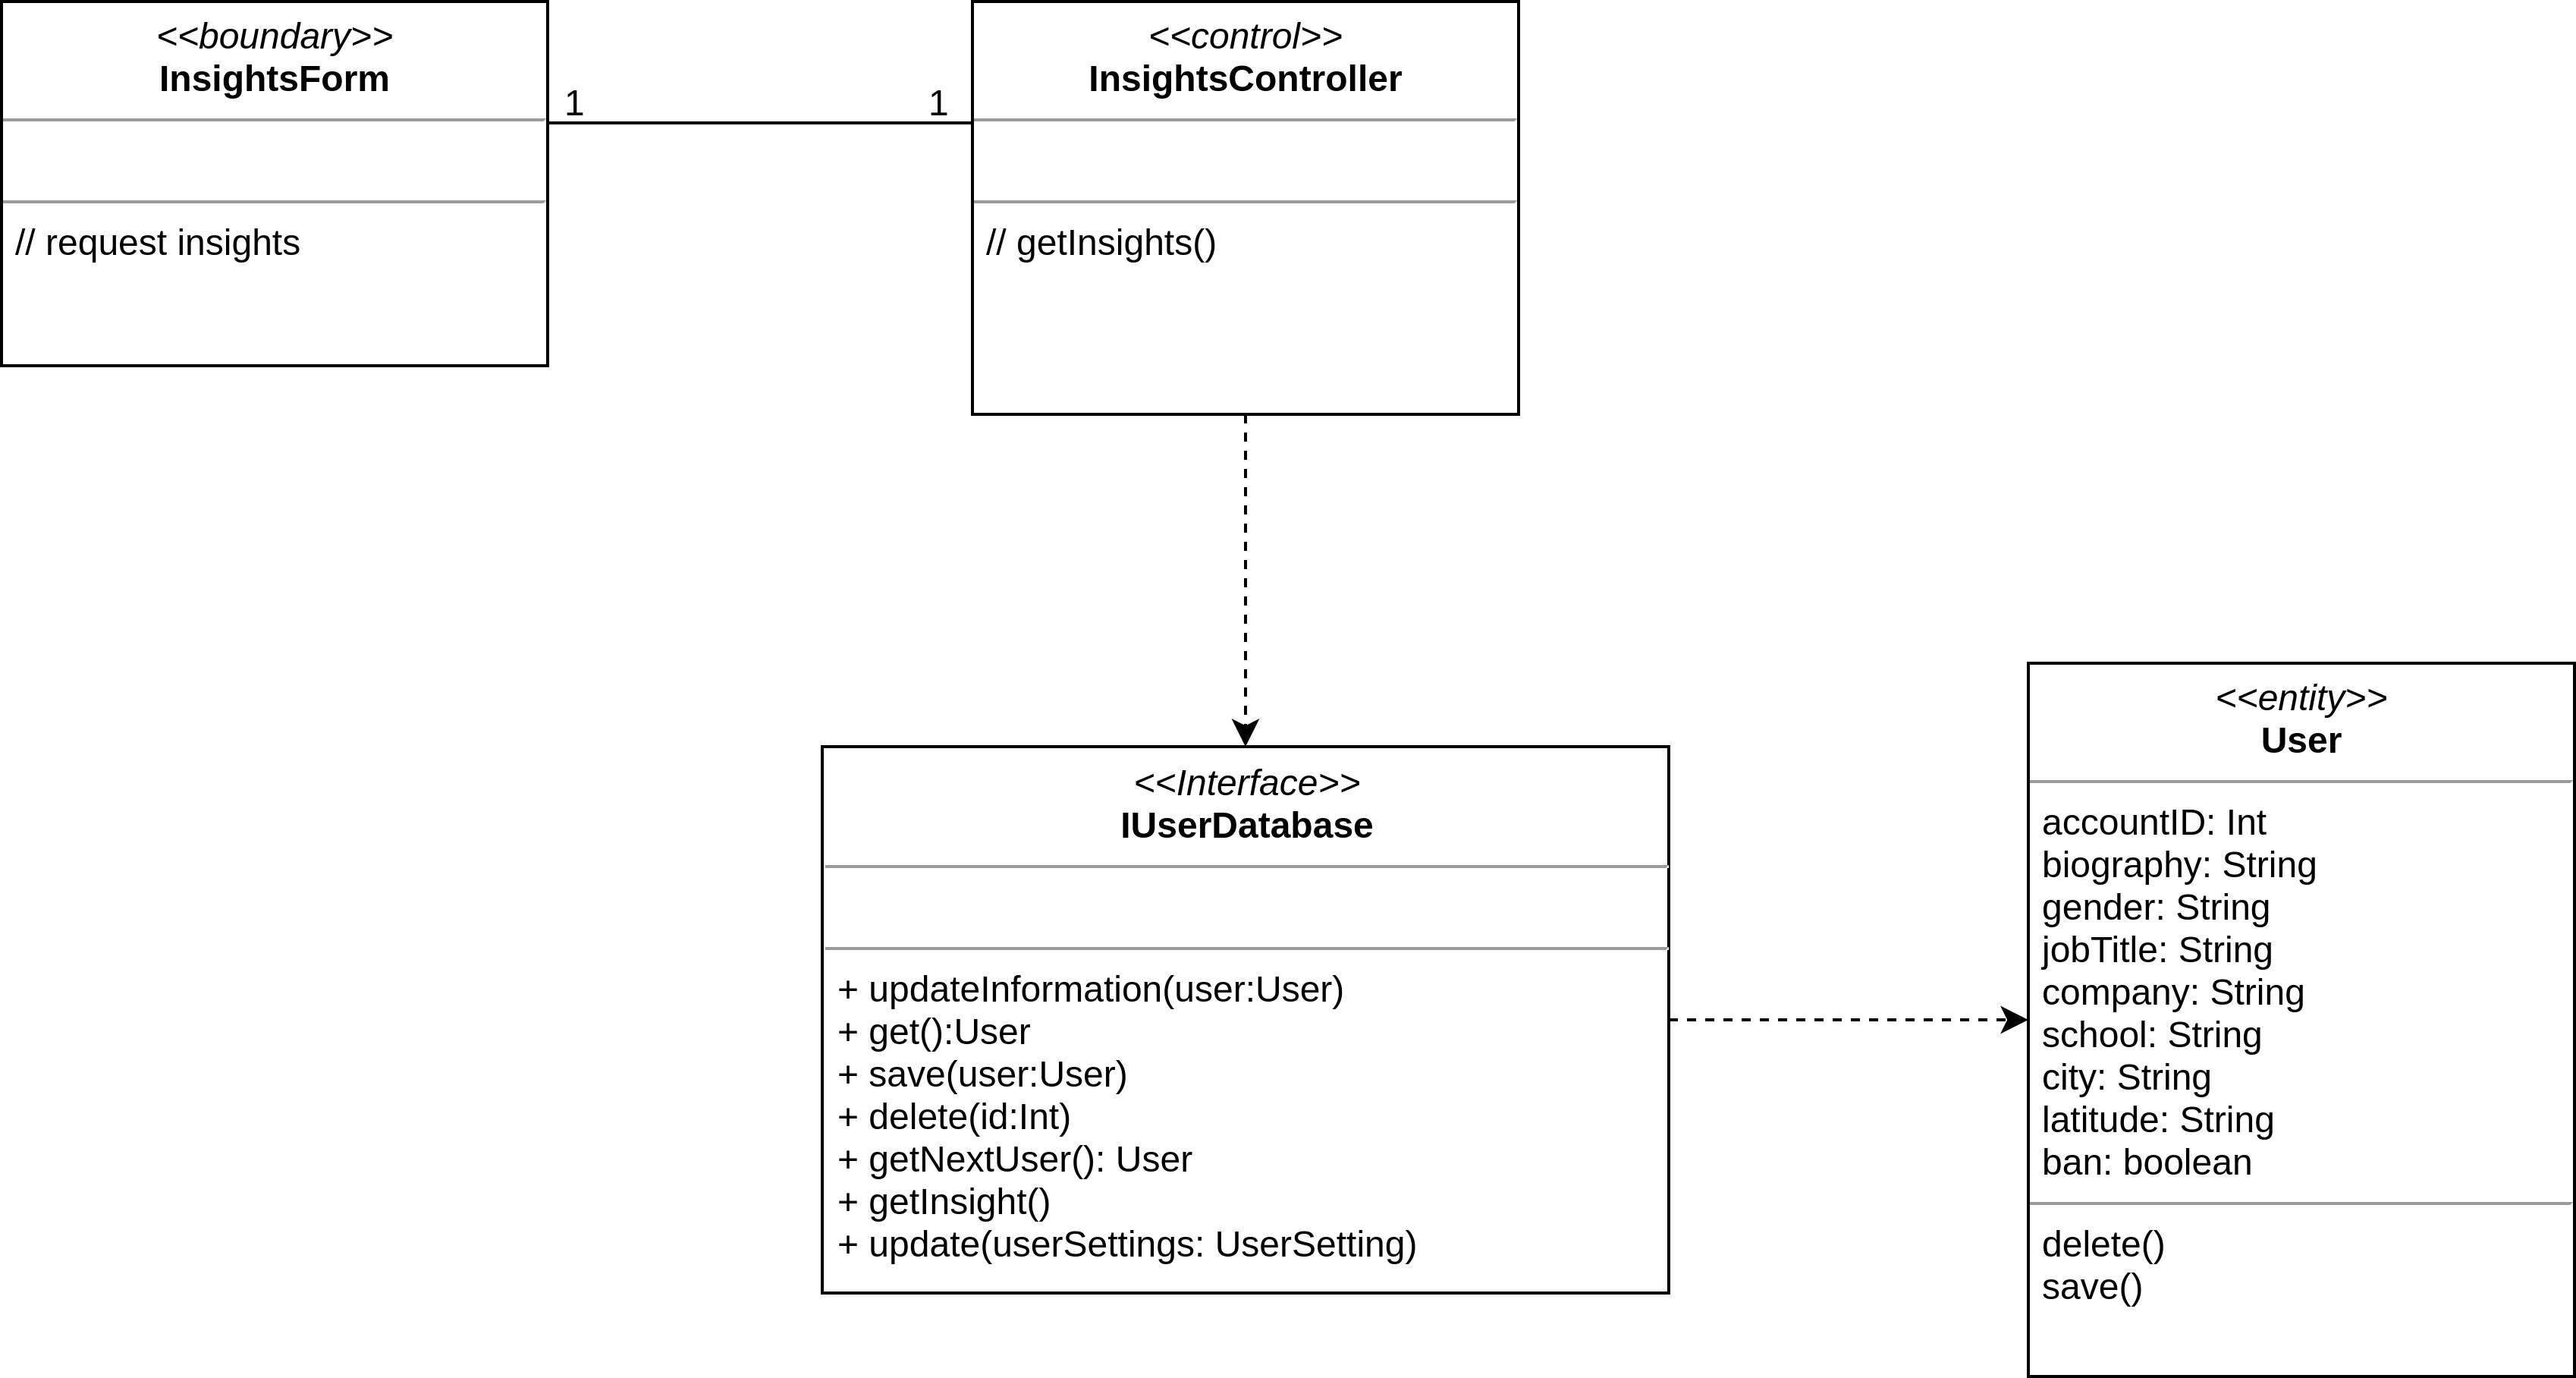 <<boundary>>
InsightsForm
// request insights
1
1
<<control>>
InsightsController
// getInsights()
<<Interface>>
IUserDatabase
+ updateInformation(user:User)
+ get():User
+ save(user:User)
+ delete(id:Int)
+ getNextUser(): User
+ getInsight()
+ update(userSettings: UserSetting)
<<entity>>
User
accountID: Int
biography: String
gender: String
jobTitle: String
company: String
school: String
city: String
latitude: String
ban: boolean
delete()
save()